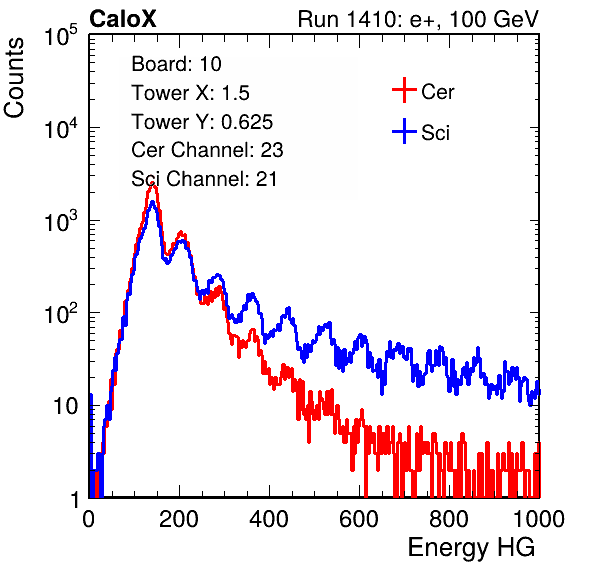 CaloX Run 1410: e+, 100 GeV
Board: 10
Tower X: 1.5
Tower Y: 0.625
Cer Channel: 23
Sci Channel: 21
Cer
Sci
Counts
10^5
10^4
10^3
10^2
10
1
0 200 400 600 800 1000
Energy HG